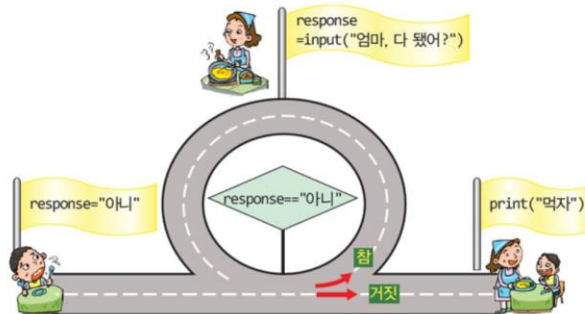 response
=input("엄마, 다 됐어?")
response="아니"
response=="아니"
print("먹자")
참
거짓